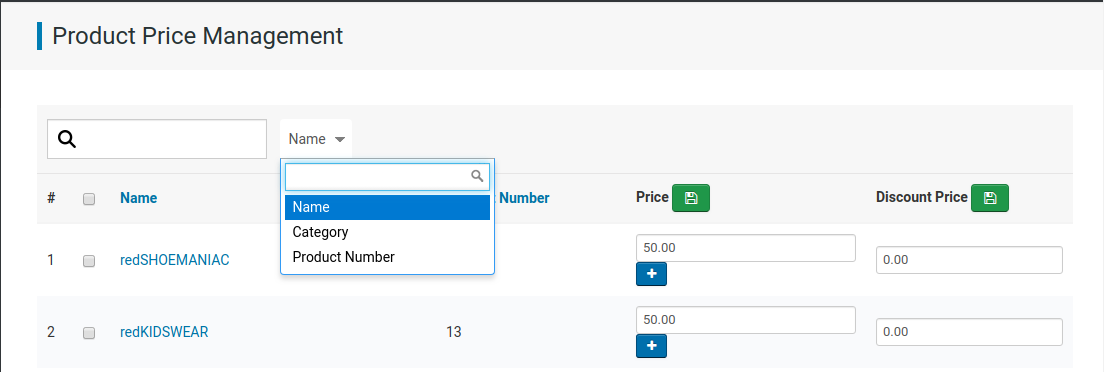 Product Price Management
Name
Name
Category
Product Number
# Name Number Price Discount Price
1 redSHOEMANIAC 50.00 0.00
2 redKIDSWEAR 13 50.00 0.00